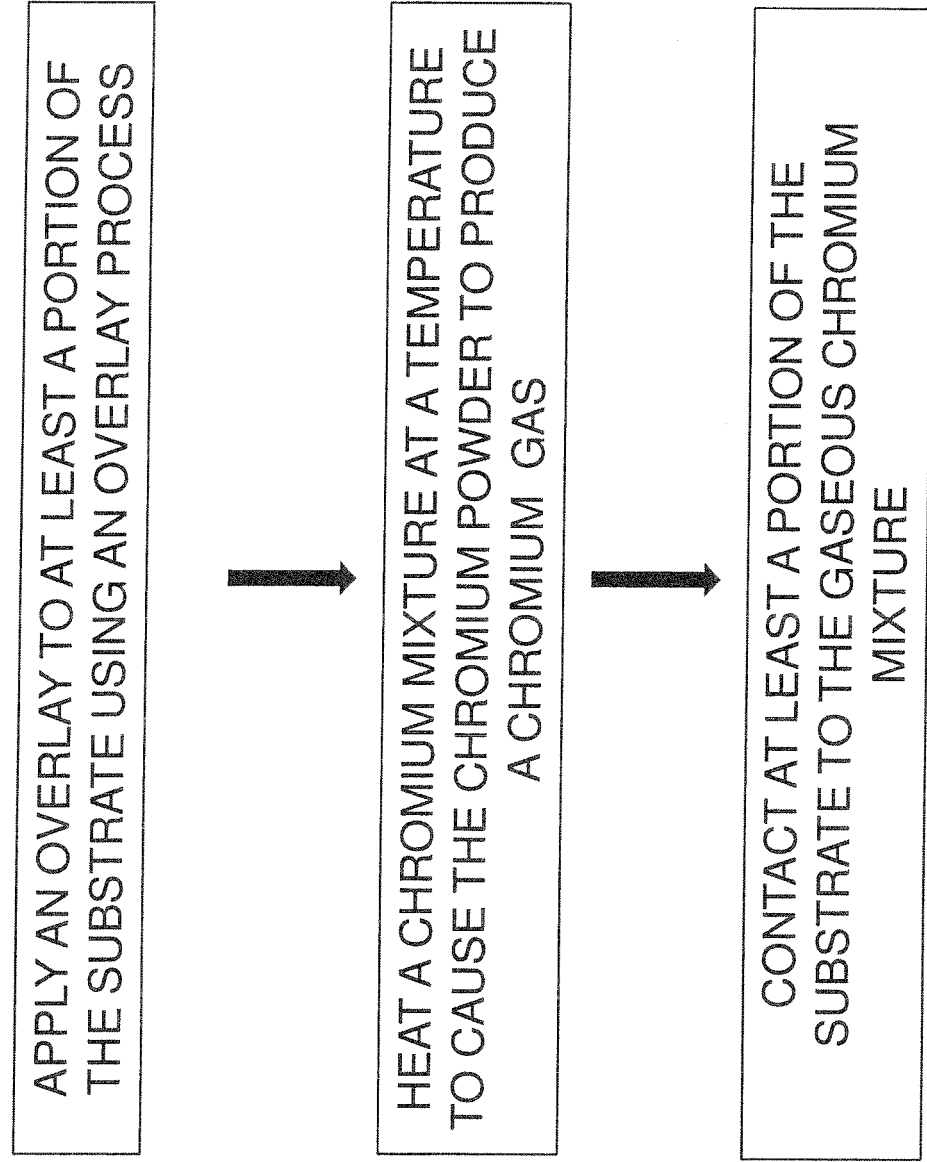 APPLY AN OVERLAY TO AT LEAST A PORTION OF
THE SUBSTRATE USING AN OVERLAY PROCESS
HEAT A CHROMIUM MIXTURE AT A TEMPERATURE
TO CAUSE THE CHROMIUM POWDER TO PRODUCE
A CHROMIUM GAS
CONTACT AT LEAST A PORTION OF THE
SUBSTRATE TO THE GASEOUS CHROMIUM
MIXTURE